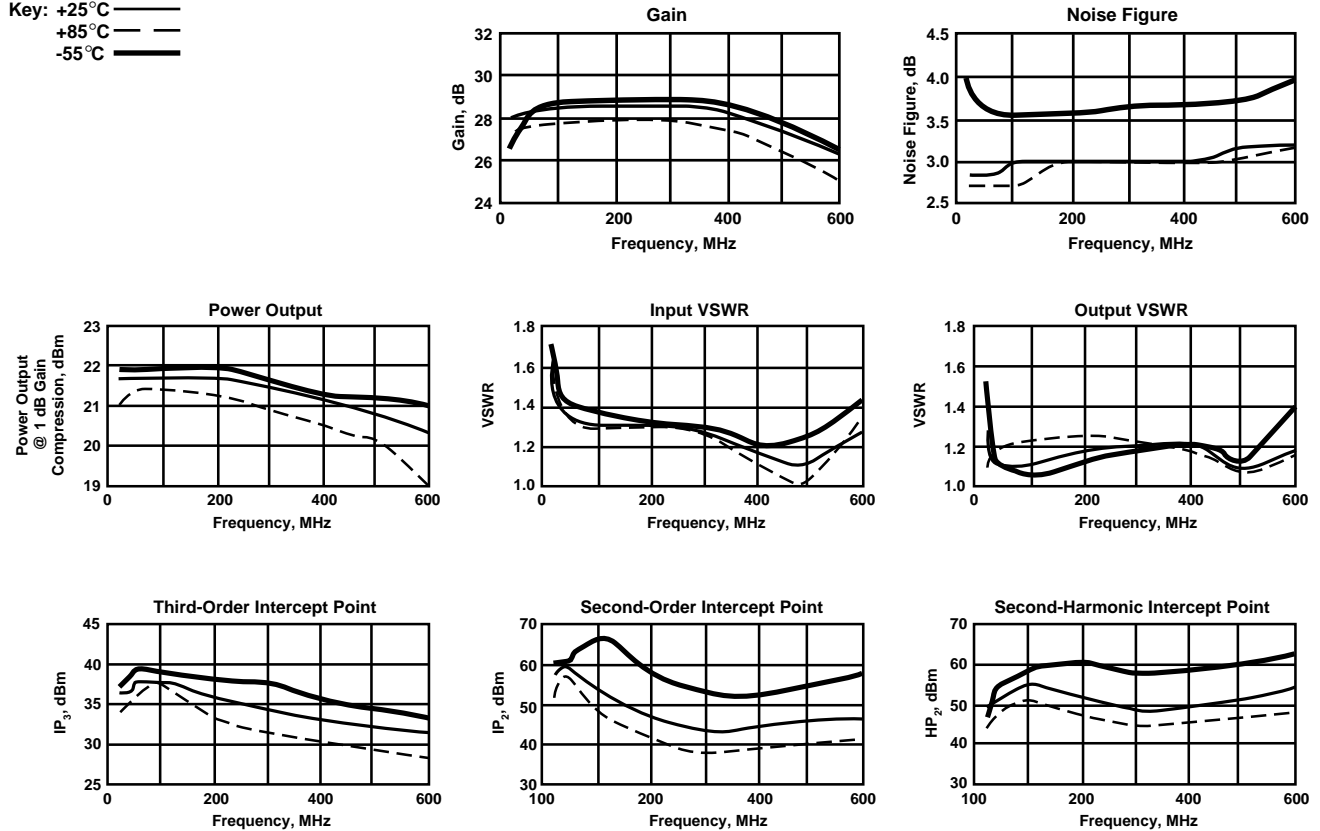 Key: +25°C
+85°C
-55°C
Gain
32
30
28
26
24
Gain, dB
0 200 400 600
Frequency, MHz
Noise Figure
4.5
4.0
3.5
3.0
2.5
Noise Figure, dB
0 200 400 600
Frequency, MHz
Power Output
23
22
21
20
19
Power Output
@ 1 dB Gain
Compression, dBm
0 200 400 600
Frequency, MHz
Input VSWR
1.8
1.6
1.4
1.2
1.0
VSWR
0 200 400 600
Frequency, MHz
Output VSWR
1.8
1.6
1.4
1.2
1.0
VSWR
0 200 400 600
Frequency, MHz
Third-Order Intercept Point
45
40
35
30
25
IP3, dBm
0 200 400 600
Frequency, MHz
Second-Order Intercept Point
70
60
50
40
30
IP2, dBm
100 200 400 600
Frequency, MHz
Second-Harmonic Intercept Point
70
60
50
40
30
HP2, dBm
100 200 400 600
Frequency, MHz